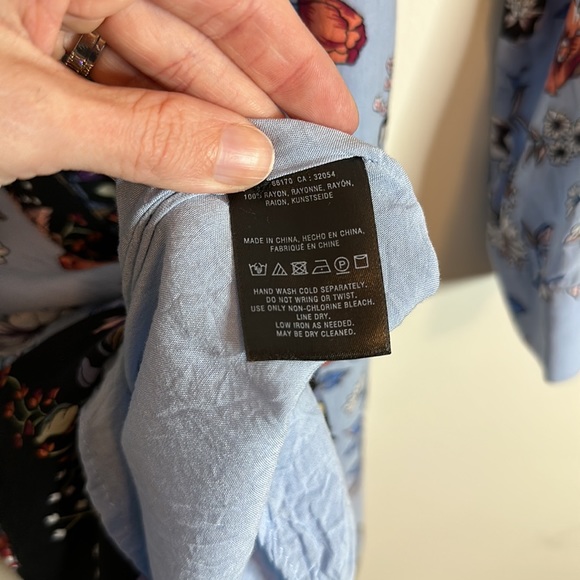 66170 CA : 32054
100% RAYON, RAYONNE, RAYÓN,
RAION, KUNSTSEIDE
MADE IN CHINA, HECHO EN CHINA,
FABRIQUÉ EN CHINE
HAND WASH COLD SEPARATELY.
DO NOT WRING OR TWIST.
USE ONLY NON-CHLORINE BLEACH.
LINE DRY.
LOW IRON AS NEEDED.
MAY BE DRY CLEANED.